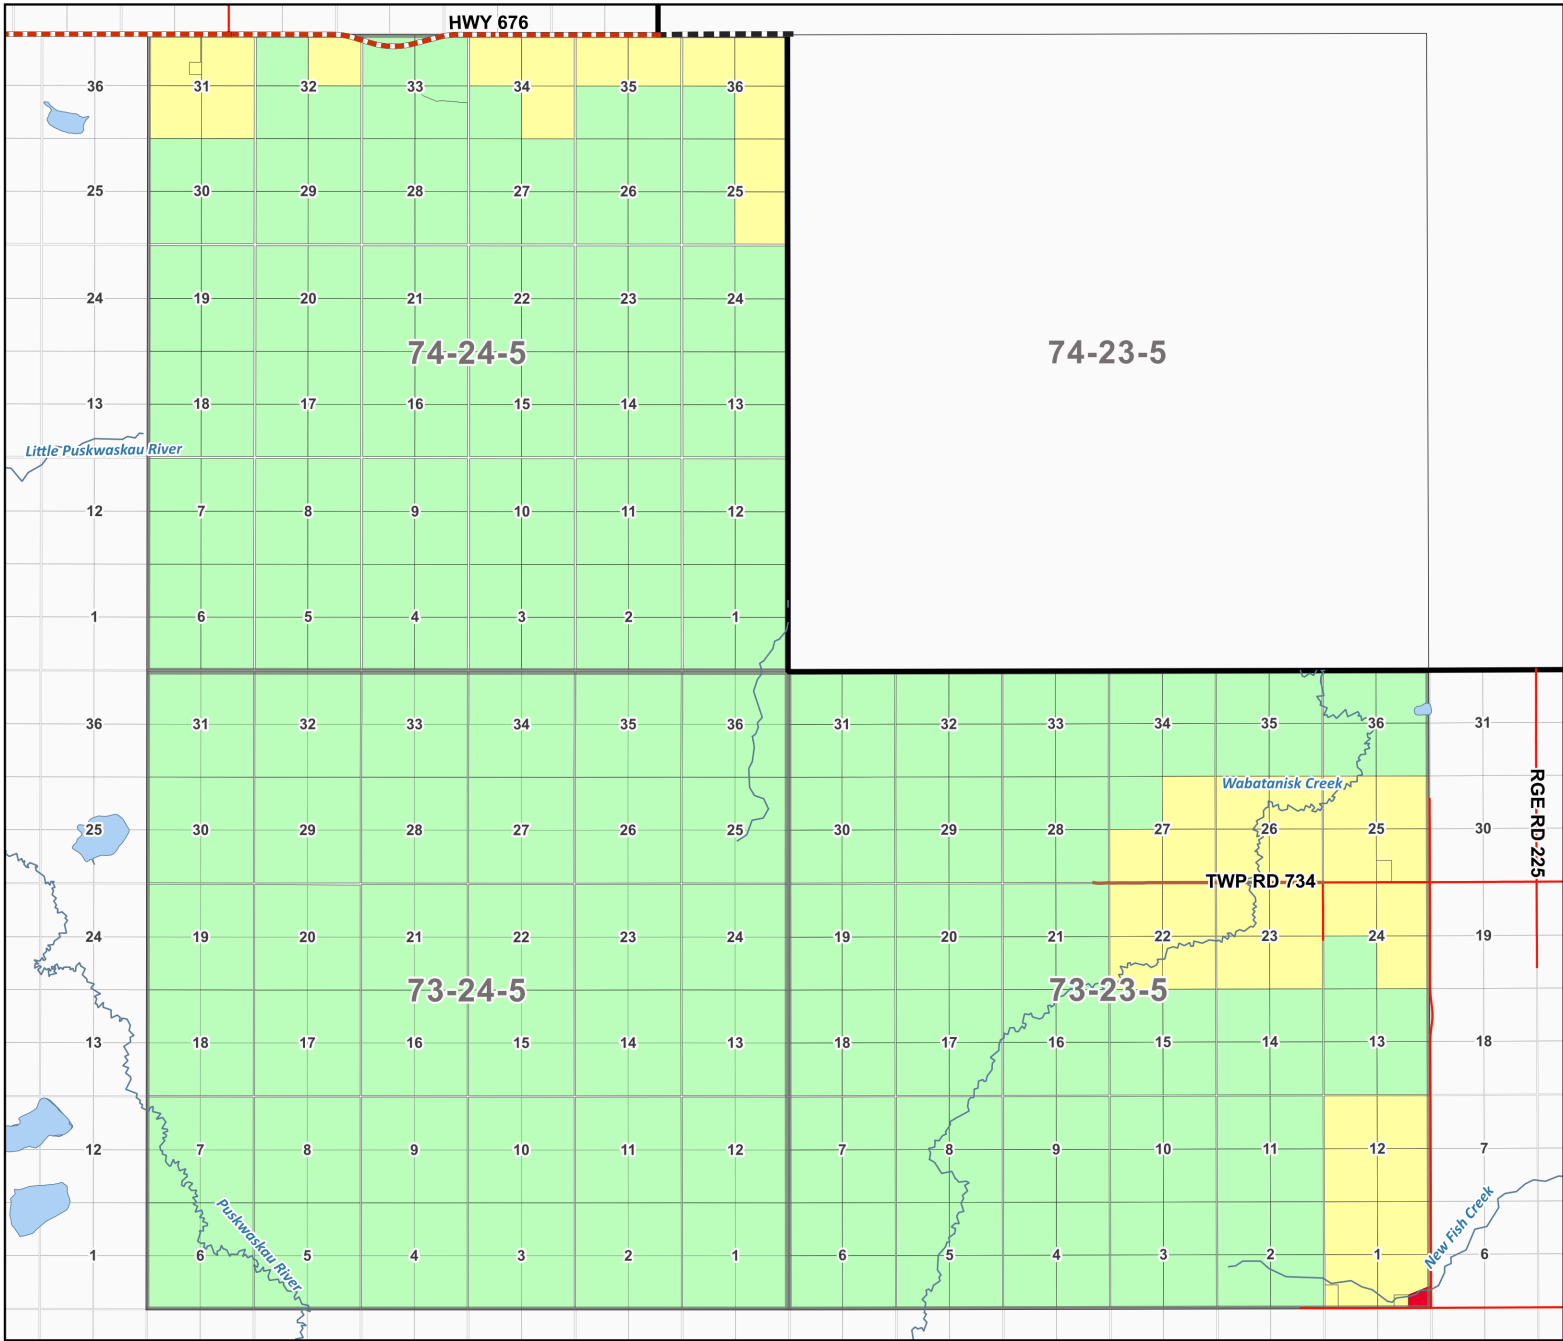 HWY 676
36 31 32 33 34 35 36
25 30 29 28 27 26 25
24 19 20 21 22 23 24
74-24-5 74-23-5
13 18 17 16 15 14 13
Little Puskwaskau River
12 7 8 9 10 11 12
1 6 5 4 3 2 1
36 31 32 33 34 35 36 31 32 33 34 35 36 31
Wabatanisk Creek
RGE-RD-225
25 30 29 28 27 26 25 30 29 28 27 26 25 30
TWP RD 734
24 19 20 21 22 23 24 19 20 21 22 23 24 19
73-24-5 73-23-5
13 18 17 16 15 14 13 18 17 16 15 14 13 18
12 7 8 9 10 11 12 7 8 9 10 11 12 7
Puskwaskau River
New Fish Creek
1 6 5 4 3 2 1 6 5 4 3 2 1 6